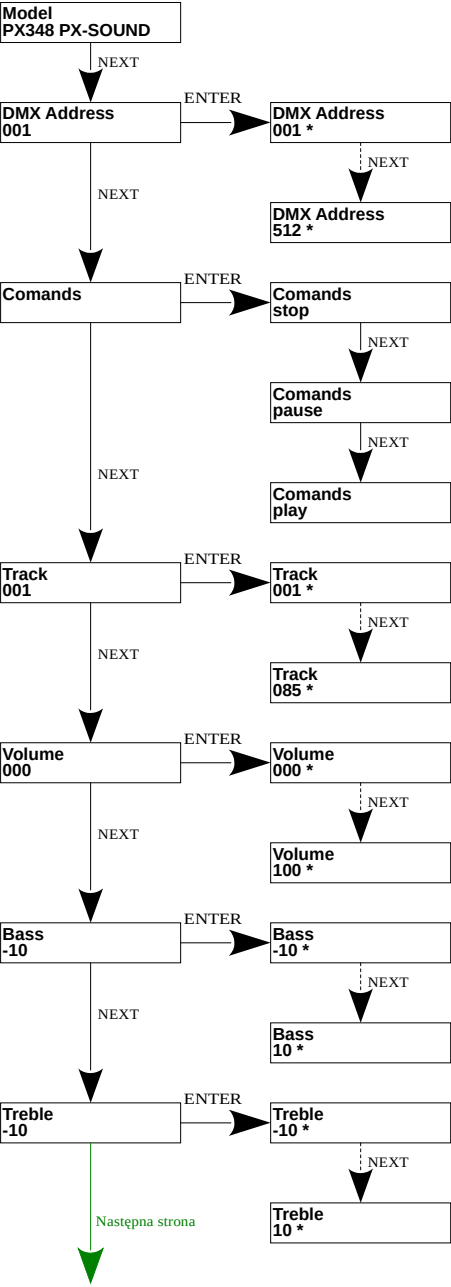 Model
PX348 PX-SOUND
NEXT
DMX Address
001
ENTER
DMX Address
001 *
NEXT
DMX Address
512 *
NEXT
Comands
ENTER
Comands
stop
NEXT
Comands
pause
NEXT
Comands
play
NEXT
Track
001
ENTER
Track
001 *
NEXT
Track
085 *
NEXT
Volume
000
ENTER
Volume
000 *
NEXT
Volume
100 *
NEXT
Bass
-10
ENTER
Bass
-10 *
NEXT
Bass
10 *
NEXT
Treble
-10
ENTER
Treble
-10 *
NEXT
Treble
10 *
Następna strona